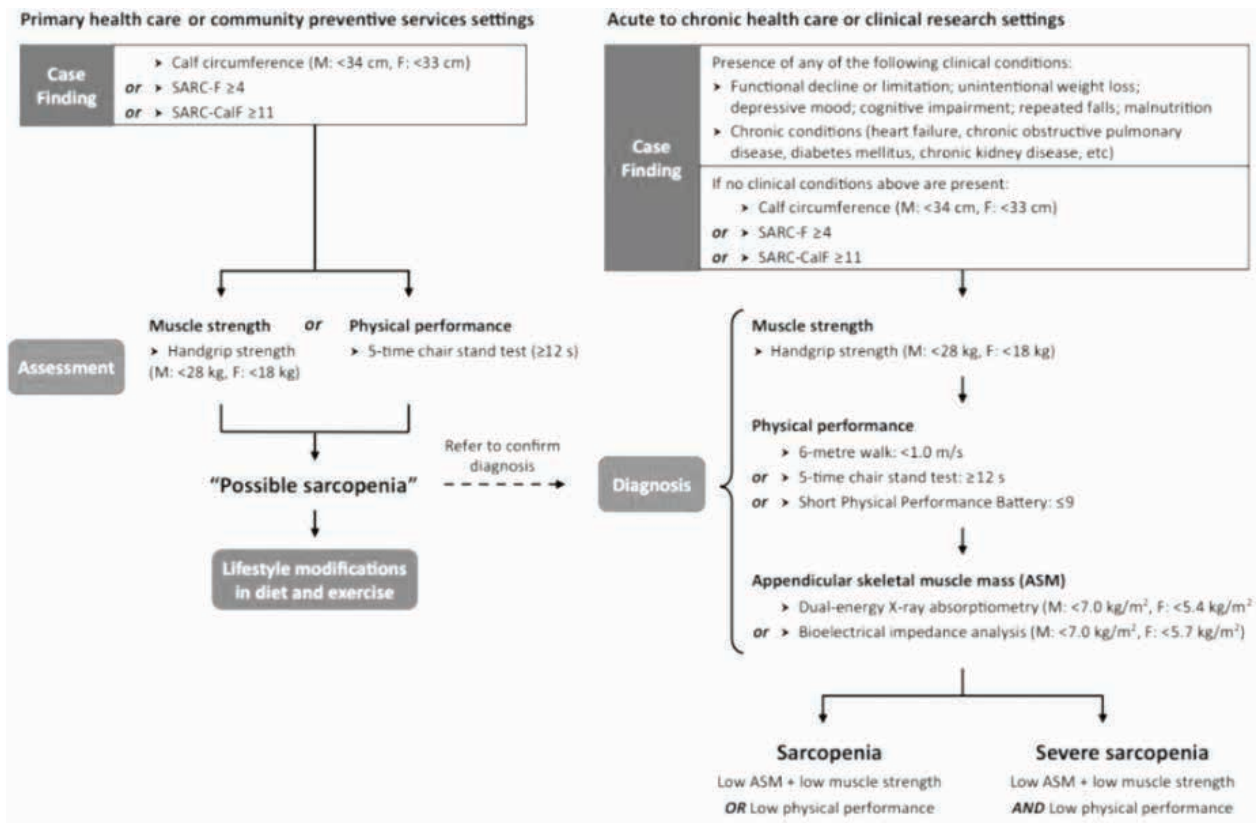 Primary health care or community preventive services settings
Case
Finding
➤ Calf circumference (M: <34 cm, F: <33 cm)
or ➤ SARC-F ≥4
or ➤ SARC-CalF ≥11
Assessment
Muscle strength or Physical performance
➤ Handgrip strength ➤ 5-time chair stand test (≥12 s)
(M: <28 kg, F: <18 kg)
"Possible sarcopenia"
Refer to confirm
diagnosis
Lifestyle modifications
in diet and exercise
Acute to chronic health care or clinical research settings
Case
Finding
Presence of any of the following clinical conditions:
➤ Functional decline or limitation; unintentional weight loss;
depressive mood; cognitive impairment; repeated falls; malnutrition
➤ Chronic conditions (heart failure, chronic obstructive pulmonary
disease, diabetes mellitus, chronic kidney disease, etc)
If no clinical conditions above are present:
➤ Calf circumference (M: <34 cm, F: <33 cm)
or ➤ SARC-F ≥4
or ➤ SARC-CalF ≥11
Diagnosis
Muscle strength
➤ Handgrip strength (M: <28 kg, F: <18 kg)
Physical performance
➤ 6-metre walk: <1.0 m/s
or ➤ 5-time chair stand test: ≥12 s
or ➤ Short Physical Performance Battery: ≤9
Appendicular skeletal muscle mass (ASM)
➤ Dual-energy X-ray absorptiometry (M: <7.0 kg/m², F: <5.4 kg/m²
or ➤ Bioelectrical impedance analysis (M: <7.0 kg/m², F: <5.7 kg/m²)
Sarcopenia
Low ASM + low muscle strength
OR Low physical performance
Severe sarcopenia
Low ASM + low muscle strength
AND Low physical performance